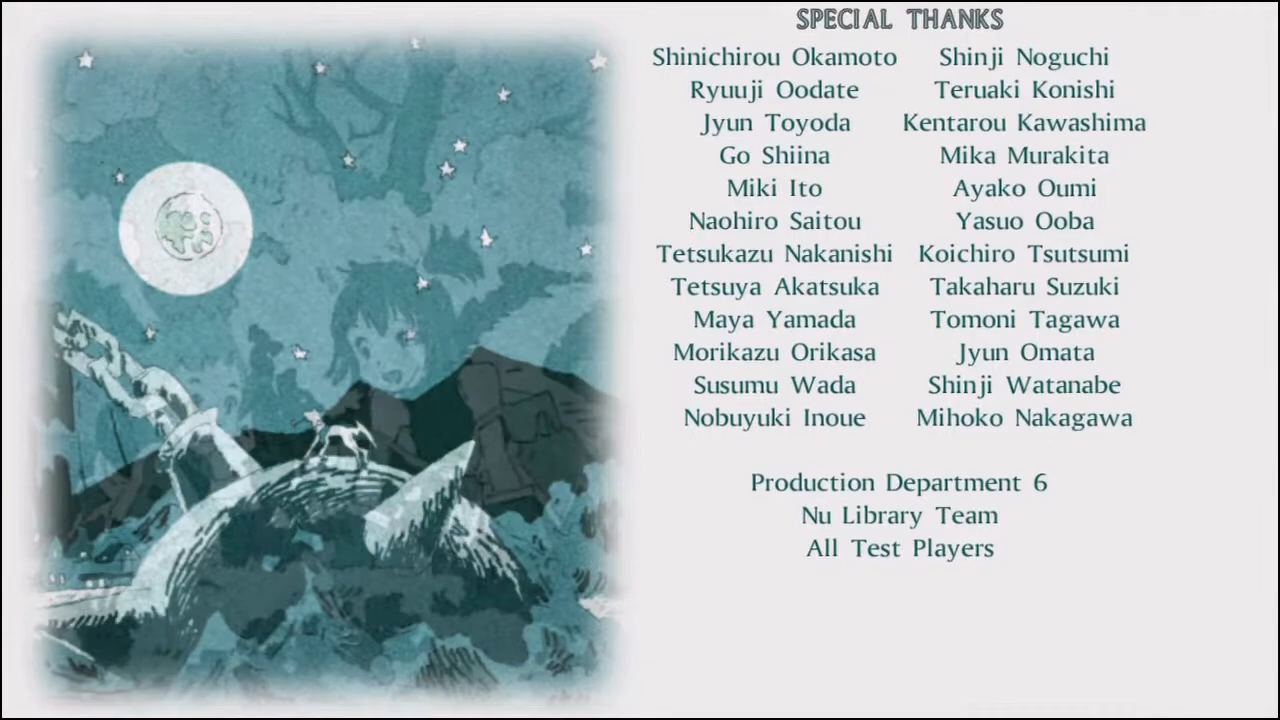 SPECIAL THANKS
Shinichirou Okamoto Shinji Noguchi
Ryuuji Oodate Teruaki Konishi
Jyun Toyoda Kentarou Kawashima
Go Shiina Mika Murakita
Miki Ito Ayako Oumi
Naohiro Saitou Yasuo Ooba
Tetsukazu Nakanishi Koichiro Tsutsumi
Tetsuya Akatsuka Takaharu Suzuki
Maya Yamada Tomoni Tagawa
Morikazu Orikasa Jyun Omata
Susumu Wada Shinji Watanabe
Nobuyuki Inoue Mihoko Nakagawa
Production Department 6
Nu Library Team
All Test Players